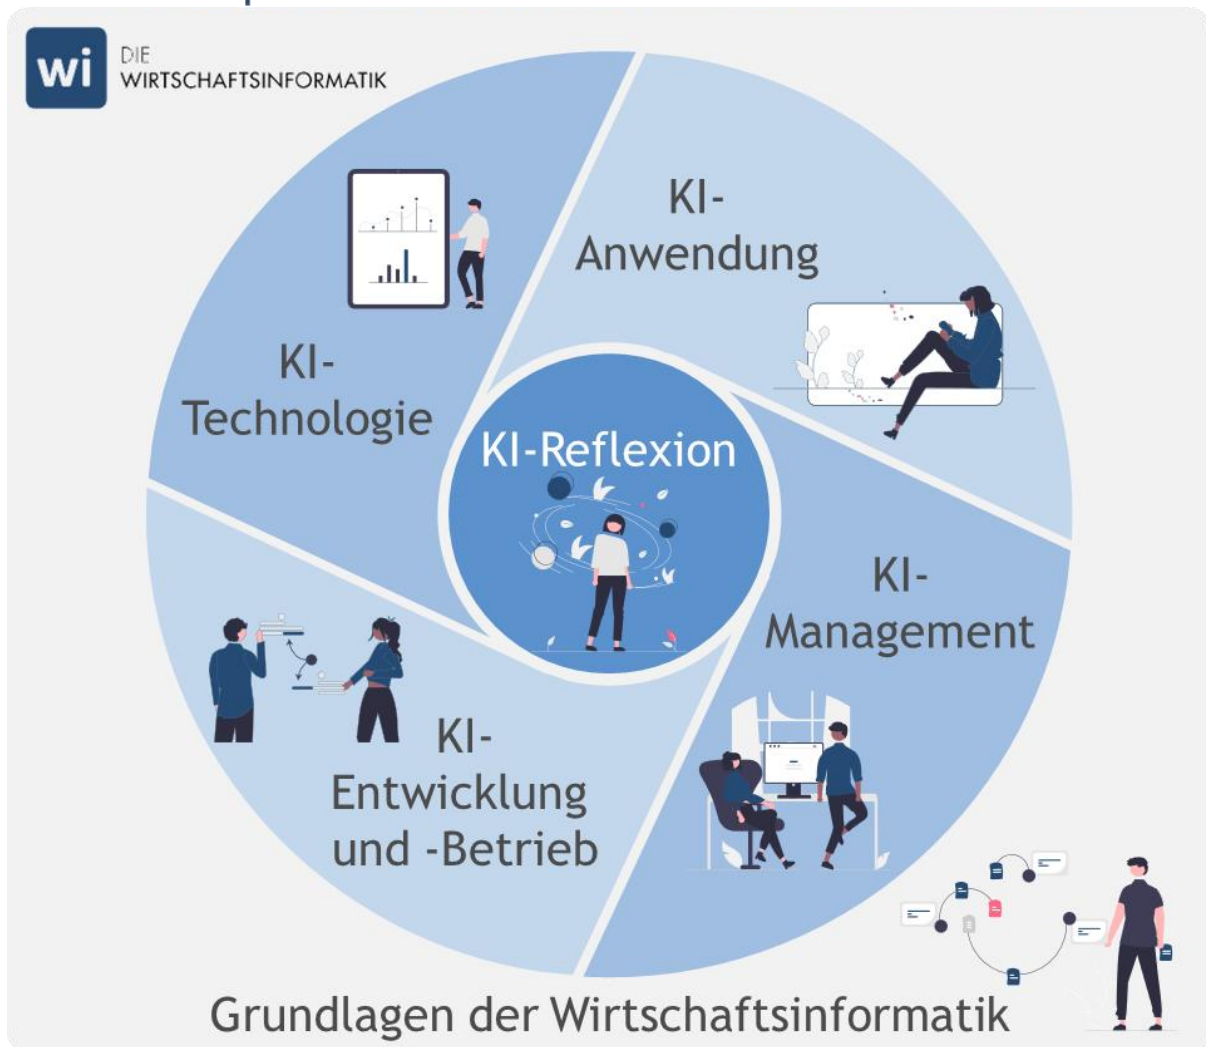 wi
DIE
WIRTSCHAFTSINFORMATIK
KI-
Anwendung
KI-
Technologie
KI-Reflexion
KI-
Management
KI-
Entwicklung
und -Betrieb
Grundlagen der Wirtschaftsinformatik